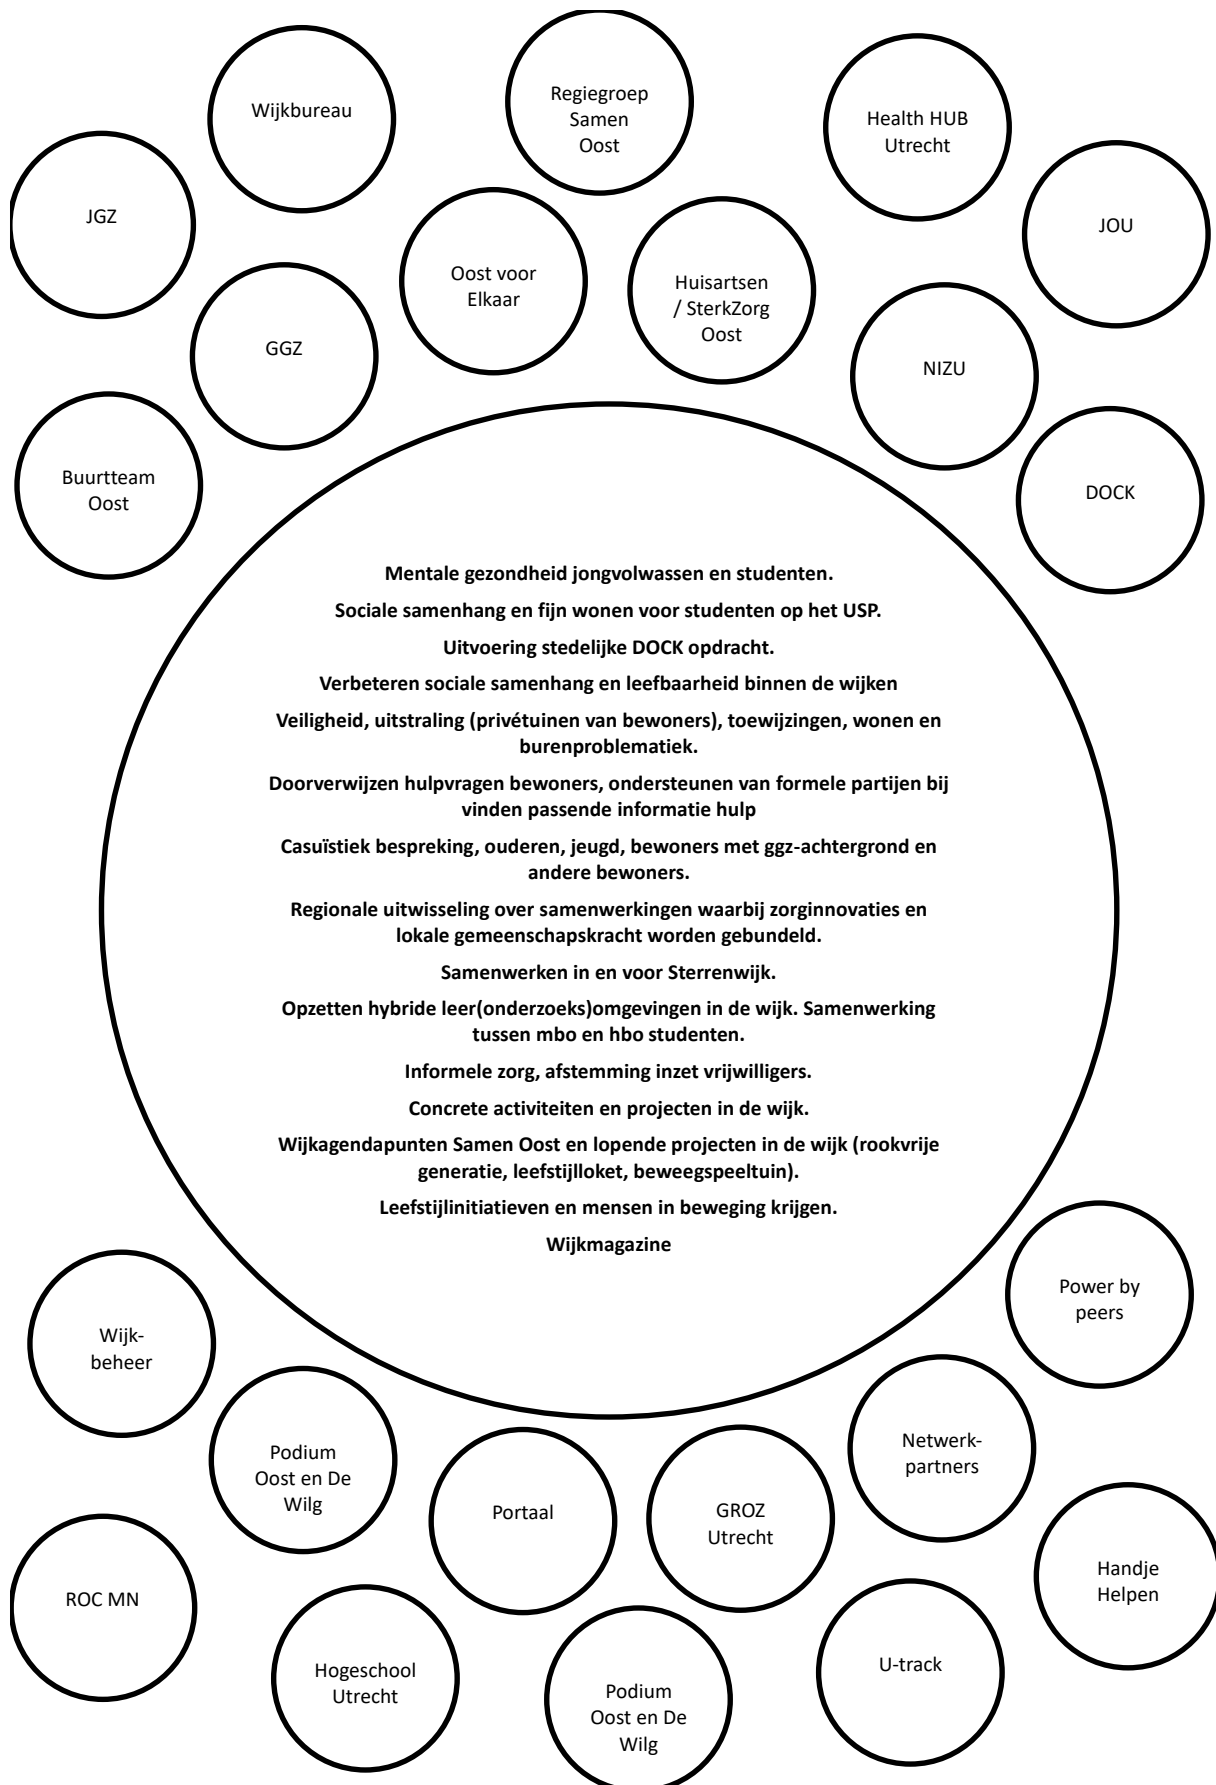 Wijkbureau
Regiegroep
Samen
Oost
Health HUB
Utrecht
JGZ
JOU
Oost voor
Elkaar
Huisartsen
/ SterkZorg
Oost
GGZ
NIZU
Buurtteam
Oost
DOCK
Mentale gezondheid jongvolwassen en studenten.
Sociale samenhang en fijn wonen voor studenten op het USP.
Uitvoering stedelijke DOCK opdracht.
Verbeteren sociale samenhang en leefbaarheid binnen de wijken
Veiligheid, uitstraling (privétuinen van bewoners), toewijzingen, wonen en
burenproblematiek.
Doorverwijzen hulpvragen bewoners, ondersteunen van formele partijen bij
vinden passende informatie hulp
Casuïstiek bespreking, ouderen, jeugd, bewoners met ggz-achtergrond en
andere bewoners.
Regionale uitwisseling over samenwerkingen waarbij zorginnovaties en
lokale gemeenschapskracht worden gebundeld.
Samenwerken in en voor Sterrenwijk.
Opzetten hybride leer(onderzoeks)omgevingen in de wijk. Samenwerking
tussen mbo en hbo studenten.
Informele zorg, afstemming inzet vrijwilligers.
Concrete activiteiten en projecten in de wijk.
Wijkagendapunten Samen Oost en lopende projecten in de wijk (rookvrije
generatie, leefstijlloket, beweegspeeltuin).
Leefstijlinitiatieven en mensen in beweging krijgen.
Wijkmagazine
Power by
peers
Wijk-
beheer
Podium
Oost en De
Wilg
Netwerk-
partners
Portaal
GROZ
Utrecht
Handje
Helpen
ROC MN
Hogeschool
Utrecht
U-track
Podium
Oost en De
Wilg